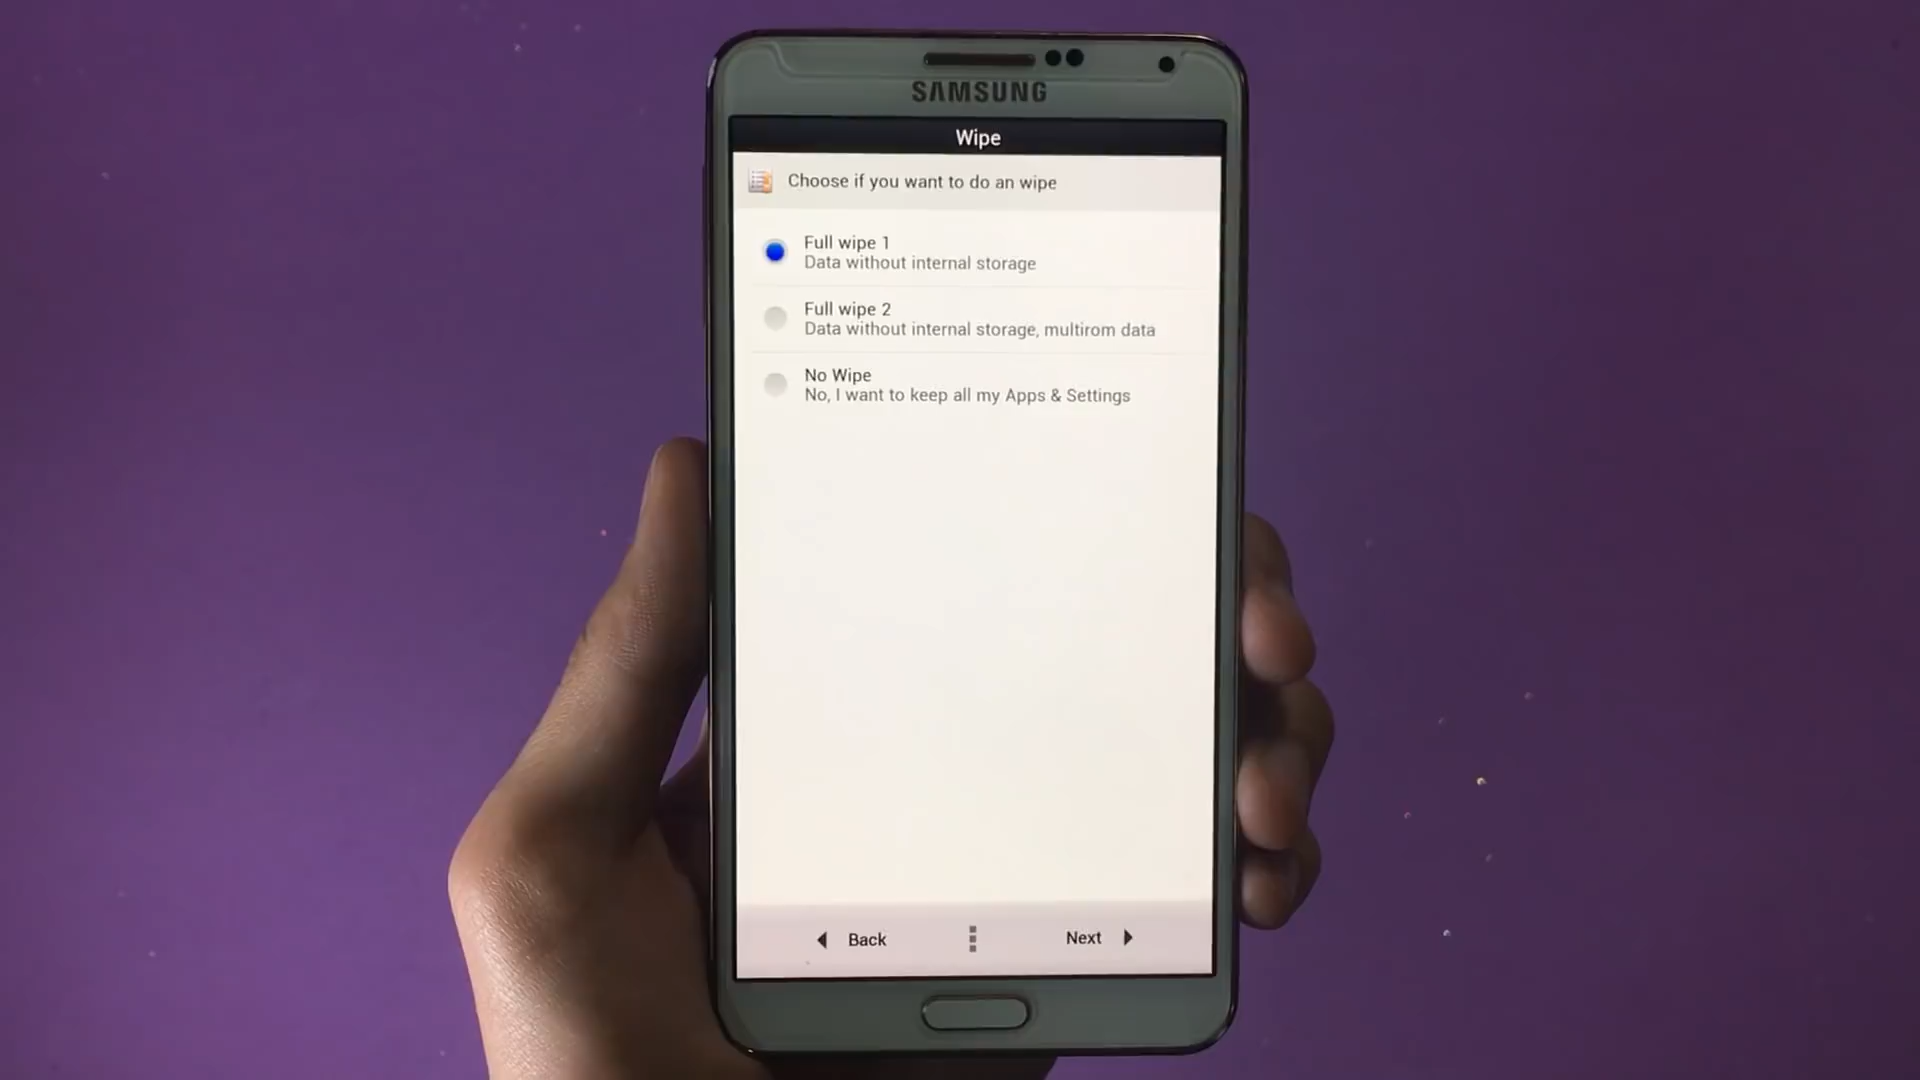 SAMSUNG
Wipe
Choose if you want to do an wipe
Full wipe 1
Data without internal storage
Full wipe 2
Data without internal storage, multirom data
No Wipe
No, I want to keep all my Apps & Settings
Back
Next